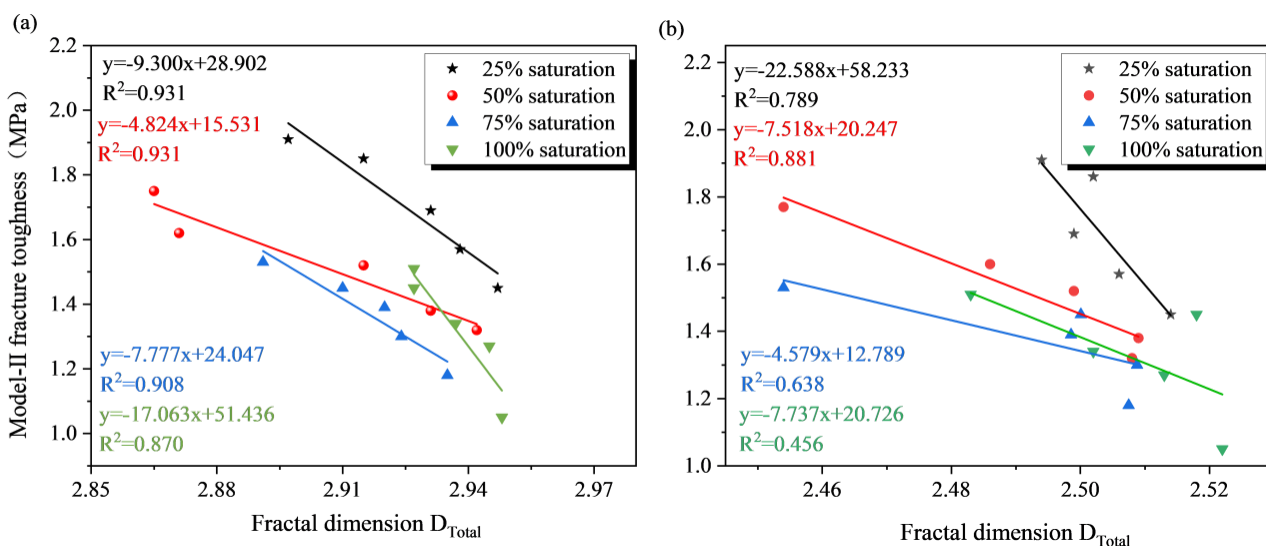 (a)
Model-II fracture toughness（MPa）
2.2
2.0
1.8
1.6
1.4
1.2
1.0
2.85
2.88
2.91
2.94
2.97
Fractal dimension D_Total
y=-9.300x+28.902
R²=0.931
y=-4.824x+15.531
R²=0.931
y=-7.777x+24.047
R²=0.908
y=-17.063x+51.436
R²=0.870
25% saturation
50% saturation
75% saturation
100% saturation
(b)
2.2
2.0
1.8
1.6
1.4
1.2
1.0
2.46
2.48
2.50
2.52
Fractal dimension D_Total
y=-22.588x+58.233
R²=0.789
y=-7.518x+20.247
R²=0.881
y=-4.579x+12.789
R²=0.638
y=-7.737x+20.726
R²=0.456
25% saturation
50% saturation
75% saturation
100% saturation